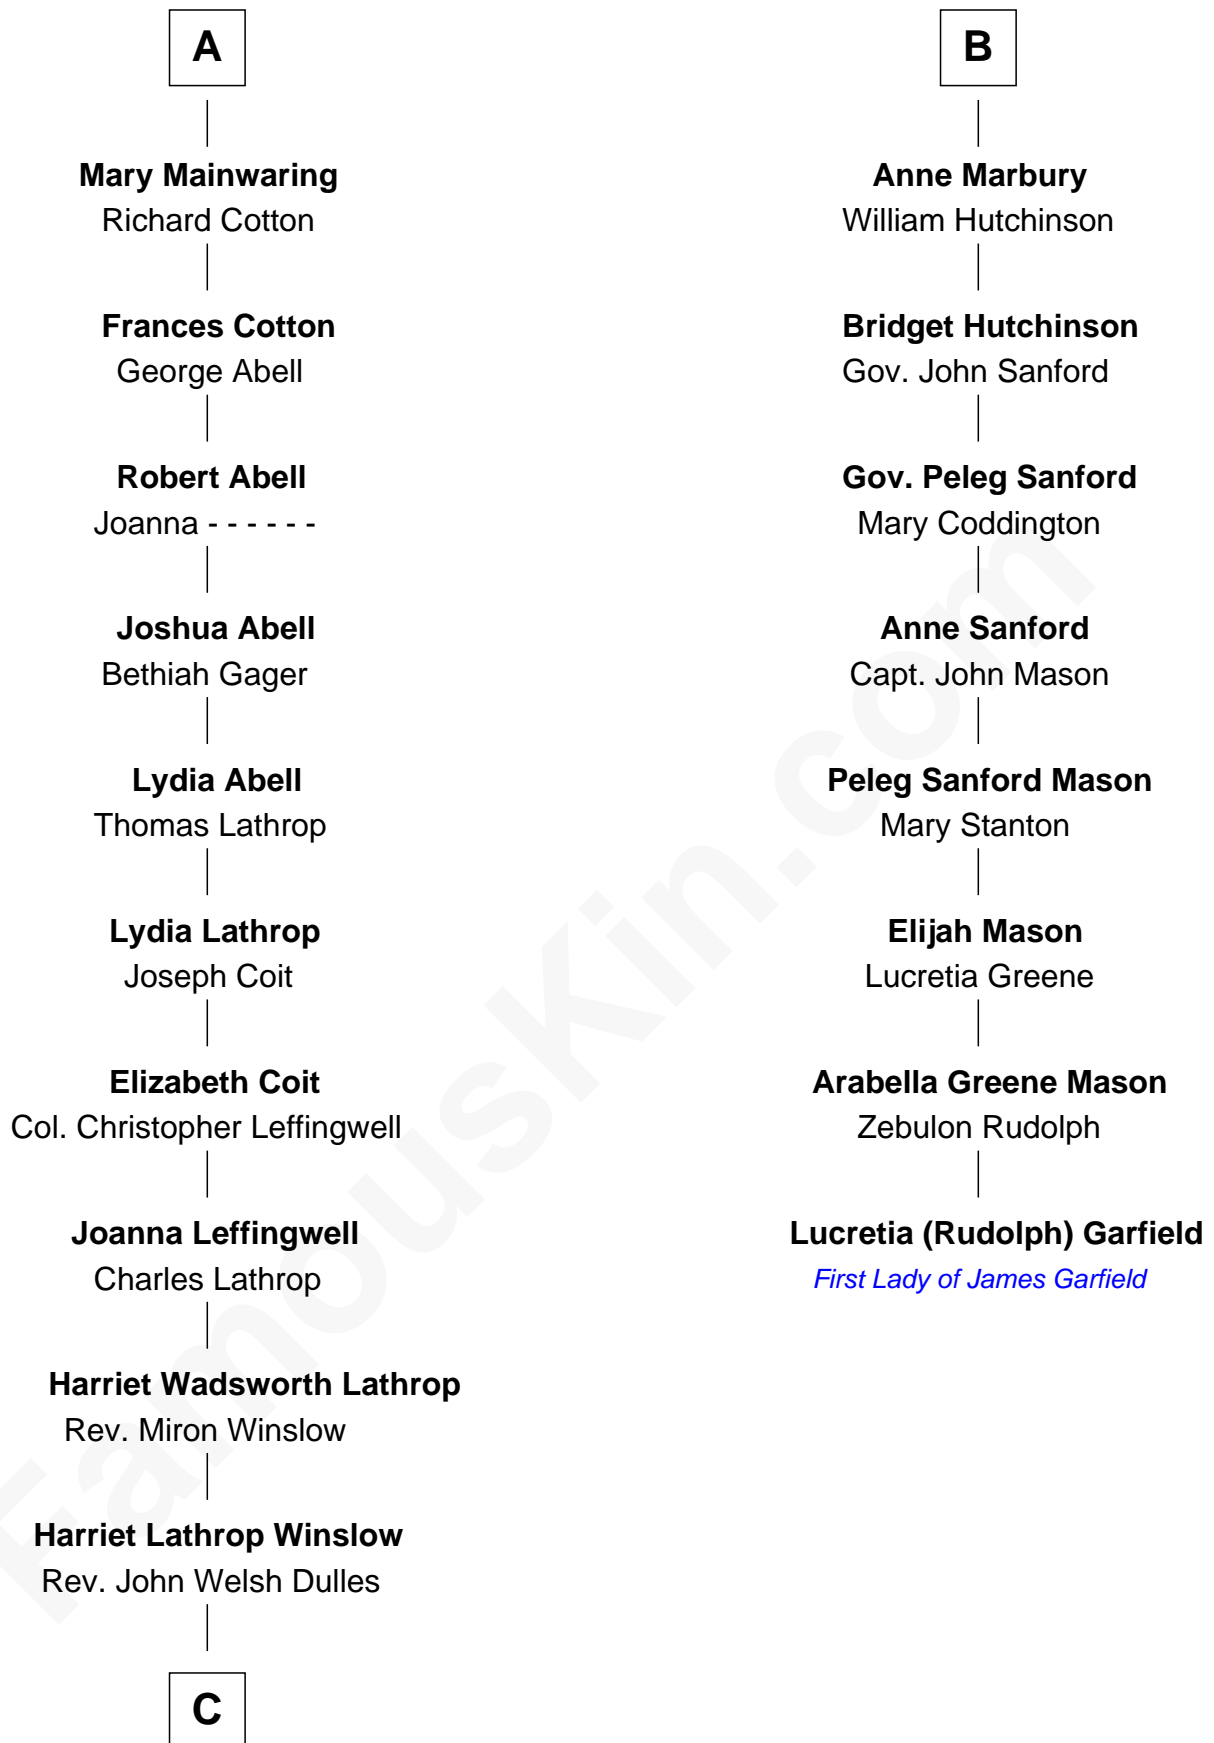 A
Mary Mainwaring
Richard Cotton
Frances Cotton
George Abell
Robert Abell
Joanna - - - - - -
Joshua Abell
Bethiah Gager
Lydia Abell
Thomas Lathrop
Lydia Lathrop
Joseph Coit
Elizabeth Coit
Col. Christopher Leffingwell
Joanna Leffingwell
Charles Lathrop
Harriet Wadsworth Lathrop
Rev. Miron Winslow
Harriet Lathrop Winslow
Rev. John Welsh Dulles
C
B
Anne Marbury
William Hutchinson
Bridget Hutchinson
Gov. John Sanford
Gov. Peleg Sanford
Mary Coddington
Anne Sanford
Capt. John Mason
Peleg Sanford Mason
Mary Stanton
Elijah Mason
Lucretia Greene
Arabella Greene Mason
Zebulon Rudolph
Lucretia (Rudolph) Garfield
First Lady of James Garfield
FamousKin.com